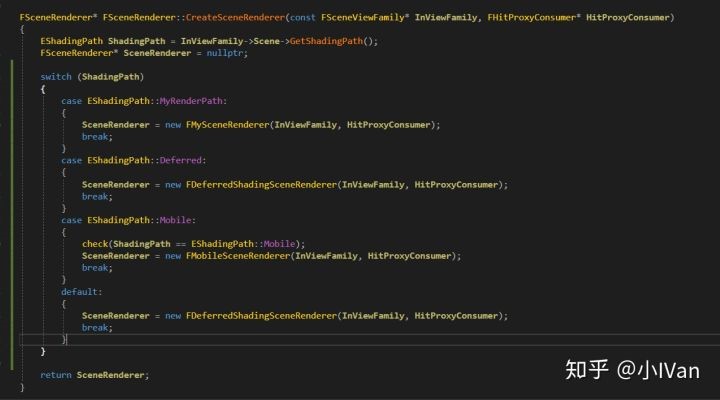 FSceneRenderer* FSceneRenderer::CreateSceneRenderer(const FSceneViewFamily* InViewFamily, FHitProxyConsumer* HitProxyConsumer)
{
    EShadingPath ShadingPath = InViewFamily->Scene->GetShadingPath();
    FSceneRenderer* SceneRenderer = nullptr;
    switch (ShadingPath)
    {
        case EShadingPath::MyRenderPath:
        {
            SceneRenderer = new FMySceneRenderer(InViewFamily, HitProxyConsumer);
            break;
        }
        case EShadingPath::Deferred:
        {
            SceneRenderer = new FDeferredShadingSceneRenderer(InViewFamily, HitProxyConsumer);
            break;
        }
        case EShadingPath::Mobile:
        {
            check(ShadingPath == EShadingPath::Mobile);
            SceneRenderer = new FMobileSceneRenderer(InViewFamily, HitProxyConsumer);
            break;
        }
        default:
        {
            SceneRenderer = new FDeferredShadingSceneRenderer(InViewFamily, HitProxyConsumer);
            break;
        }
    }
    return SceneRenderer;
}
知乎 @小IVan